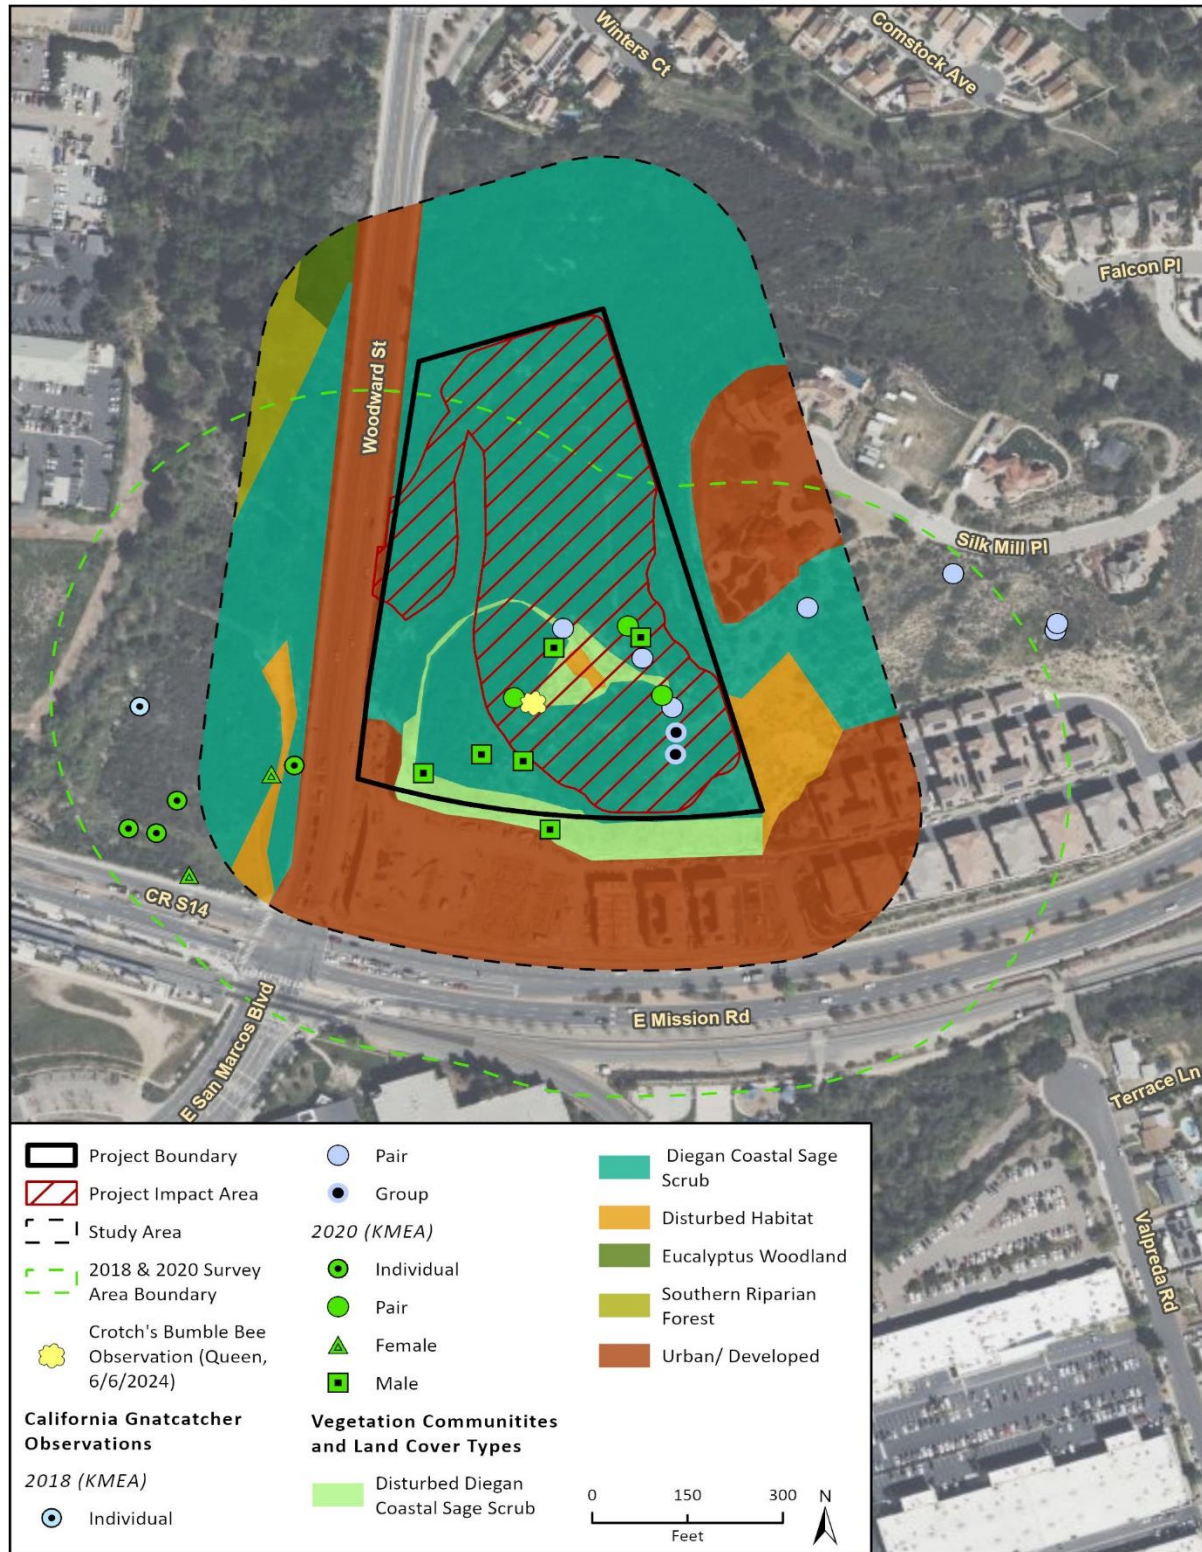 Winters Ct
Comstock Ave
Falcon Pl
Woodward St
Silk Mill Pl
CR S14
E San Marcos Blvd
E Mission Rd
Terrace Ln
Valpreda Rd
Project Boundary
Project Impact Area
Study Area
2018 & 2020 Survey
Area Boundary
Crotch's Bumble Bee
Observation (Queen,
6/6/2024)
California Gnatcatcher
Observations
2018 (KMEA)
Individual
Pair
Group
2020 (KMEA)
Individual
Pair
Female
Male
Vegetation Communitites
and Land Cover Types
Disturbed Diegan
Coastal Sage Scrub
Diegan Coastal Sage
Scrub
Disturbed Habitat
Eucalyptus Woodland
Southern Riparian
Forest
Urban/ Developed
0 150 300
Feet
N